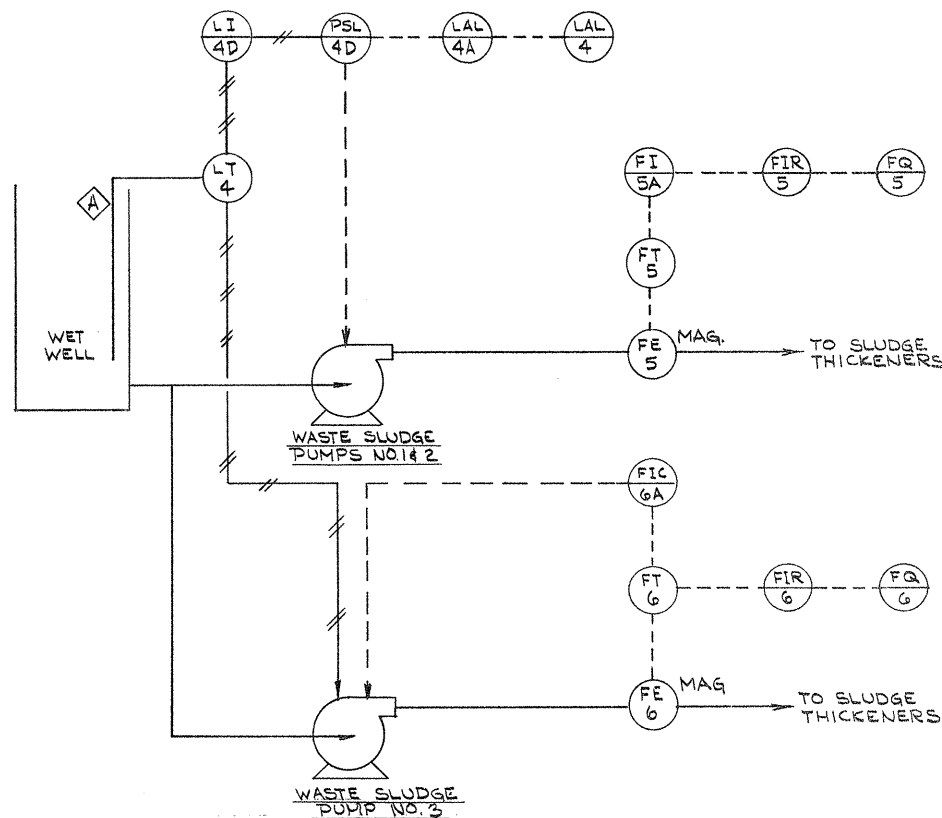 LI
4D
PSL
4D
LAL
4A
LAL
4
LT
4
A
FI
5A
FIR
5
FQ
5
FT
5
WET
WELL
FE
5
MAG.
TO SLUDGE
THICKENERS
WASTE SLUDGE
PUMPS NO.1 & 2
FIC
6A
FT
6
FIR
6
FQ
6
FE
6
MAG
TO SLUDGE
THICKENERS
WASTE SLUDGE
PUMP NO.3